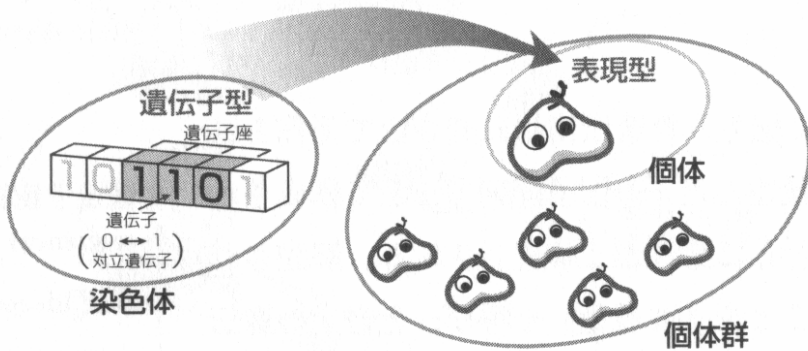 遺伝子型
遺伝子座
101101
遺伝子
0 ↔ 1
(対立遺伝子)
染色体
表現型
個体
個体群